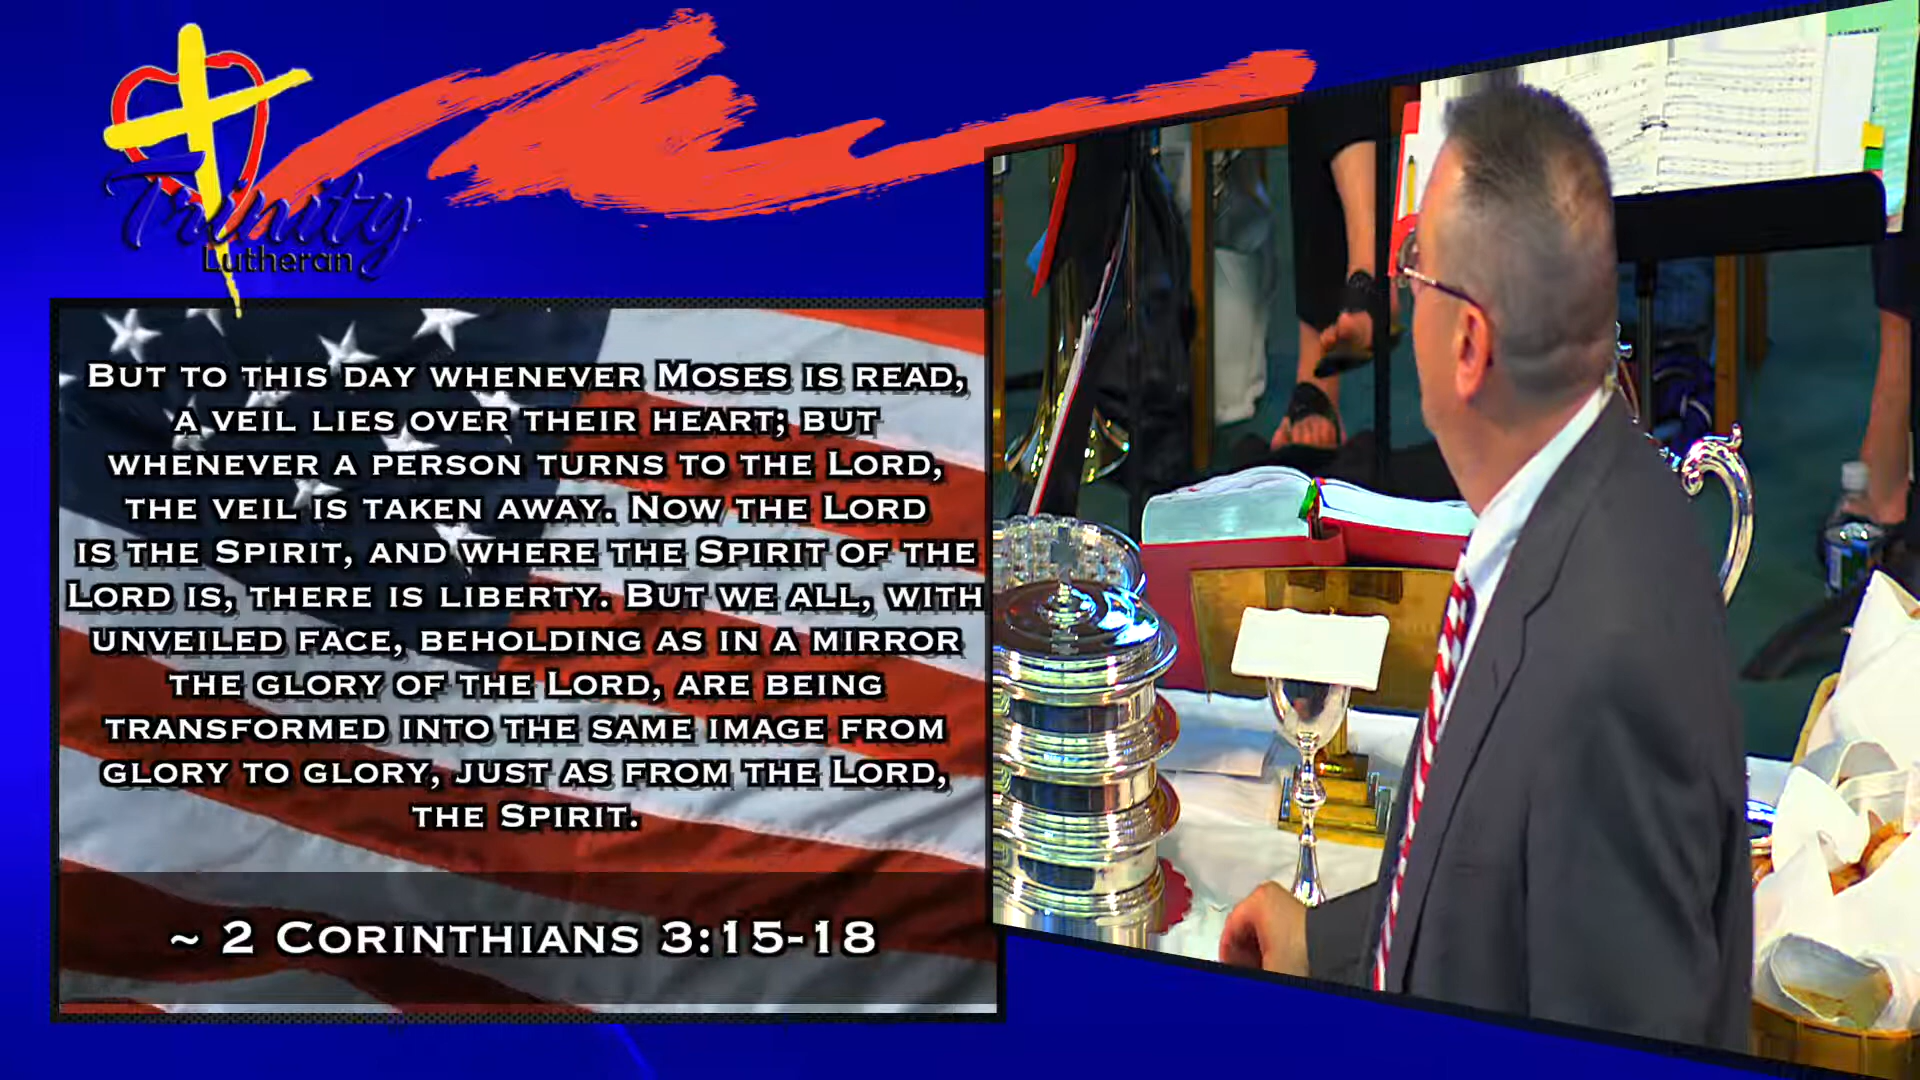 Trinity
Lutheran
But to this day whenever Moses is read,
a veil lies over their heart; but
whenever a person turns to the Lord,
the veil is taken away. Now the Lord
is the Spirit, and where the Spirit of the
Lord is, there is liberty. But we all, with
unveiled face, beholding as in a mirror
the glory of the Lord, are being
transformed into the same image from
glory to glory, just as from the Lord,
the Spirit.
~ 2 Corinthians 3:15-18
Library